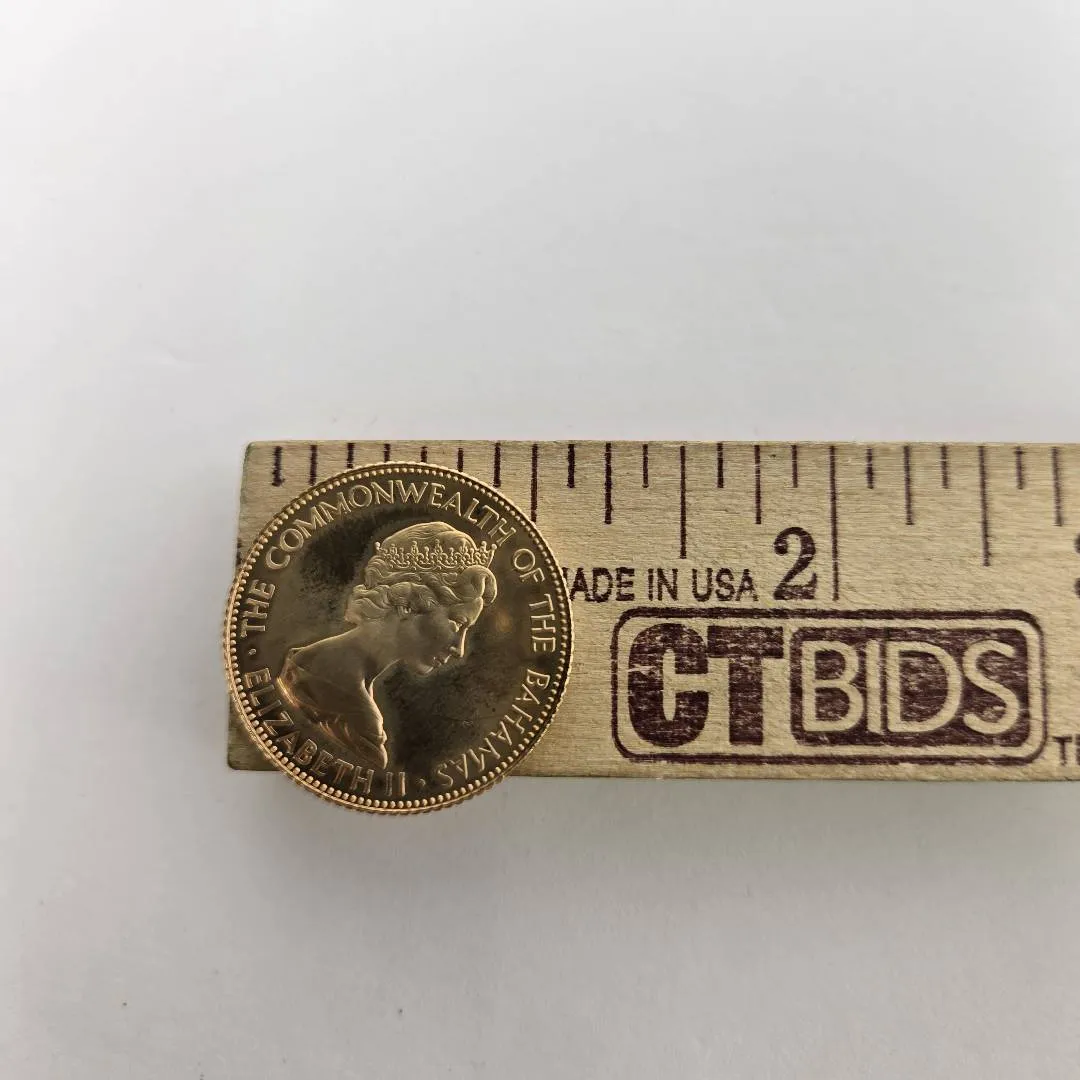 ELIZABETH II · THE COMMONWEALTH OF THE BAHAMAS ·
ADE IN USA
2
CTBIDS